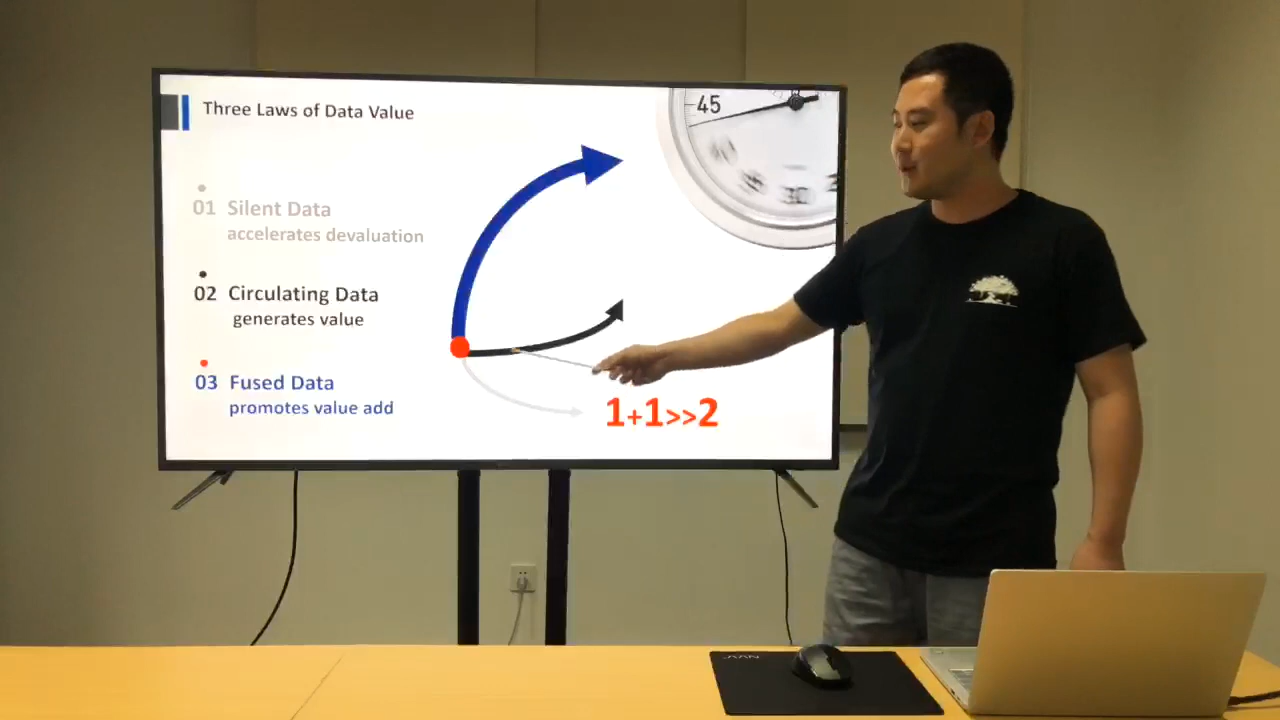 Three Laws of Data Value
01 Silent Data
accelerates devaluation
02 Circulating Data
generates value
03 Fused Data
promotes value add
1+1>>2
45
30